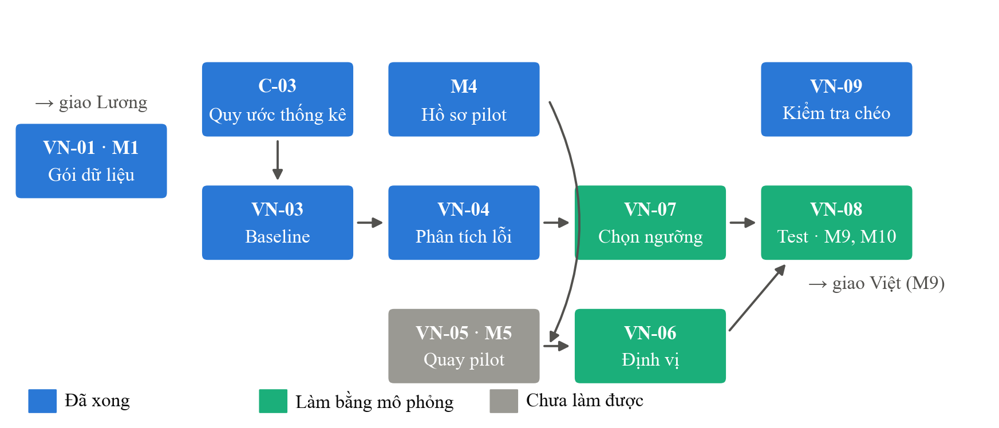 C-03
Quy ước thống kê
M4
Hồ sơ pilot
VN-09
Kiểm tra chéo
→ giao Lương
VN-01 · M1
Gói dữ liệu
VN-03
Baseline
VN-04
Phân tích lỗi
VN-07
Chọn ngưỡng
VN-08
Test · M9, M10
→ giao Việt (M9)
VN-05 · M5
Quay pilot
VN-06
Định vị
Đã xong
Làm bằng mô phỏng
Chưa làm được